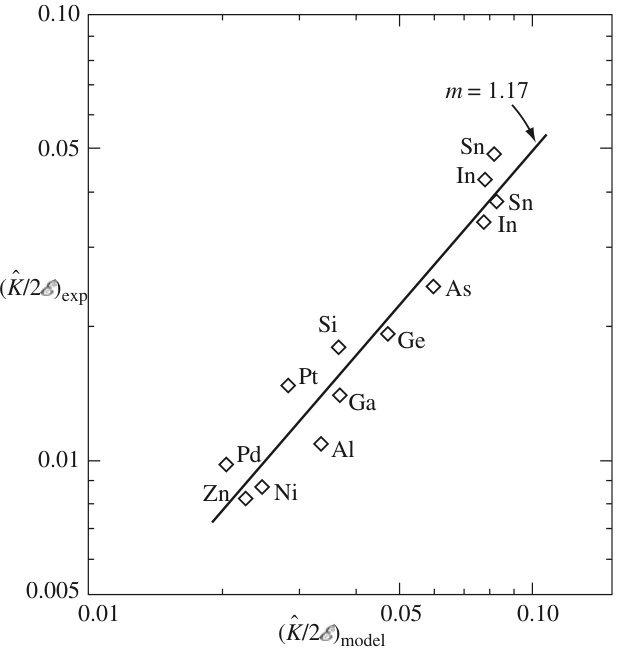 0.10
m = 1.17
Sn
0.05
In
Sn
In
(K̂/2ℰ)exp
As
Si
Ge
Pt
Ga
Al
Pd
0.01
Zn
Ni
0.005
0.01
0.05
0.10
(K̂/2ℰ)model